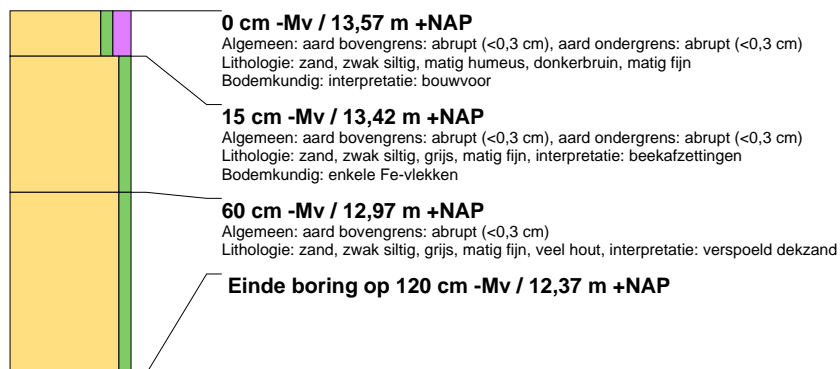 0 cm -Mv / 13,57 m +NAP
Algemeen: aard bovengrens: abrupt (<0,3 cm), aard ondergrens: abrupt (<0,3 cm)
Lithologie: zand, zwak siltig, matig humeus, donkerbruin, matig fijn
Bodemkundig: interpretatie: bouwvoor
15 cm -Mv / 13,42 m +NAP
Algemeen: aard bovengrens: abrupt (<0,3 cm), aard ondergrens: abrupt (<0,3 cm)
Lithologie: zand, zwak siltig, grijs, matig fijn, interpretatie: beekafzettingen
Bodemkundig: enkele Fe-vlekken
60 cm -Mv / 12,97 m +NAP
Algemeen: aard bovengrens: abrupt (<0,3 cm)
Lithologie: zand, zwak siltig, grijs, matig fijn, veel hout, interpretatie: verspoeld dekzand
Einde boring op 120 cm -Mv / 12,37 m +NAP